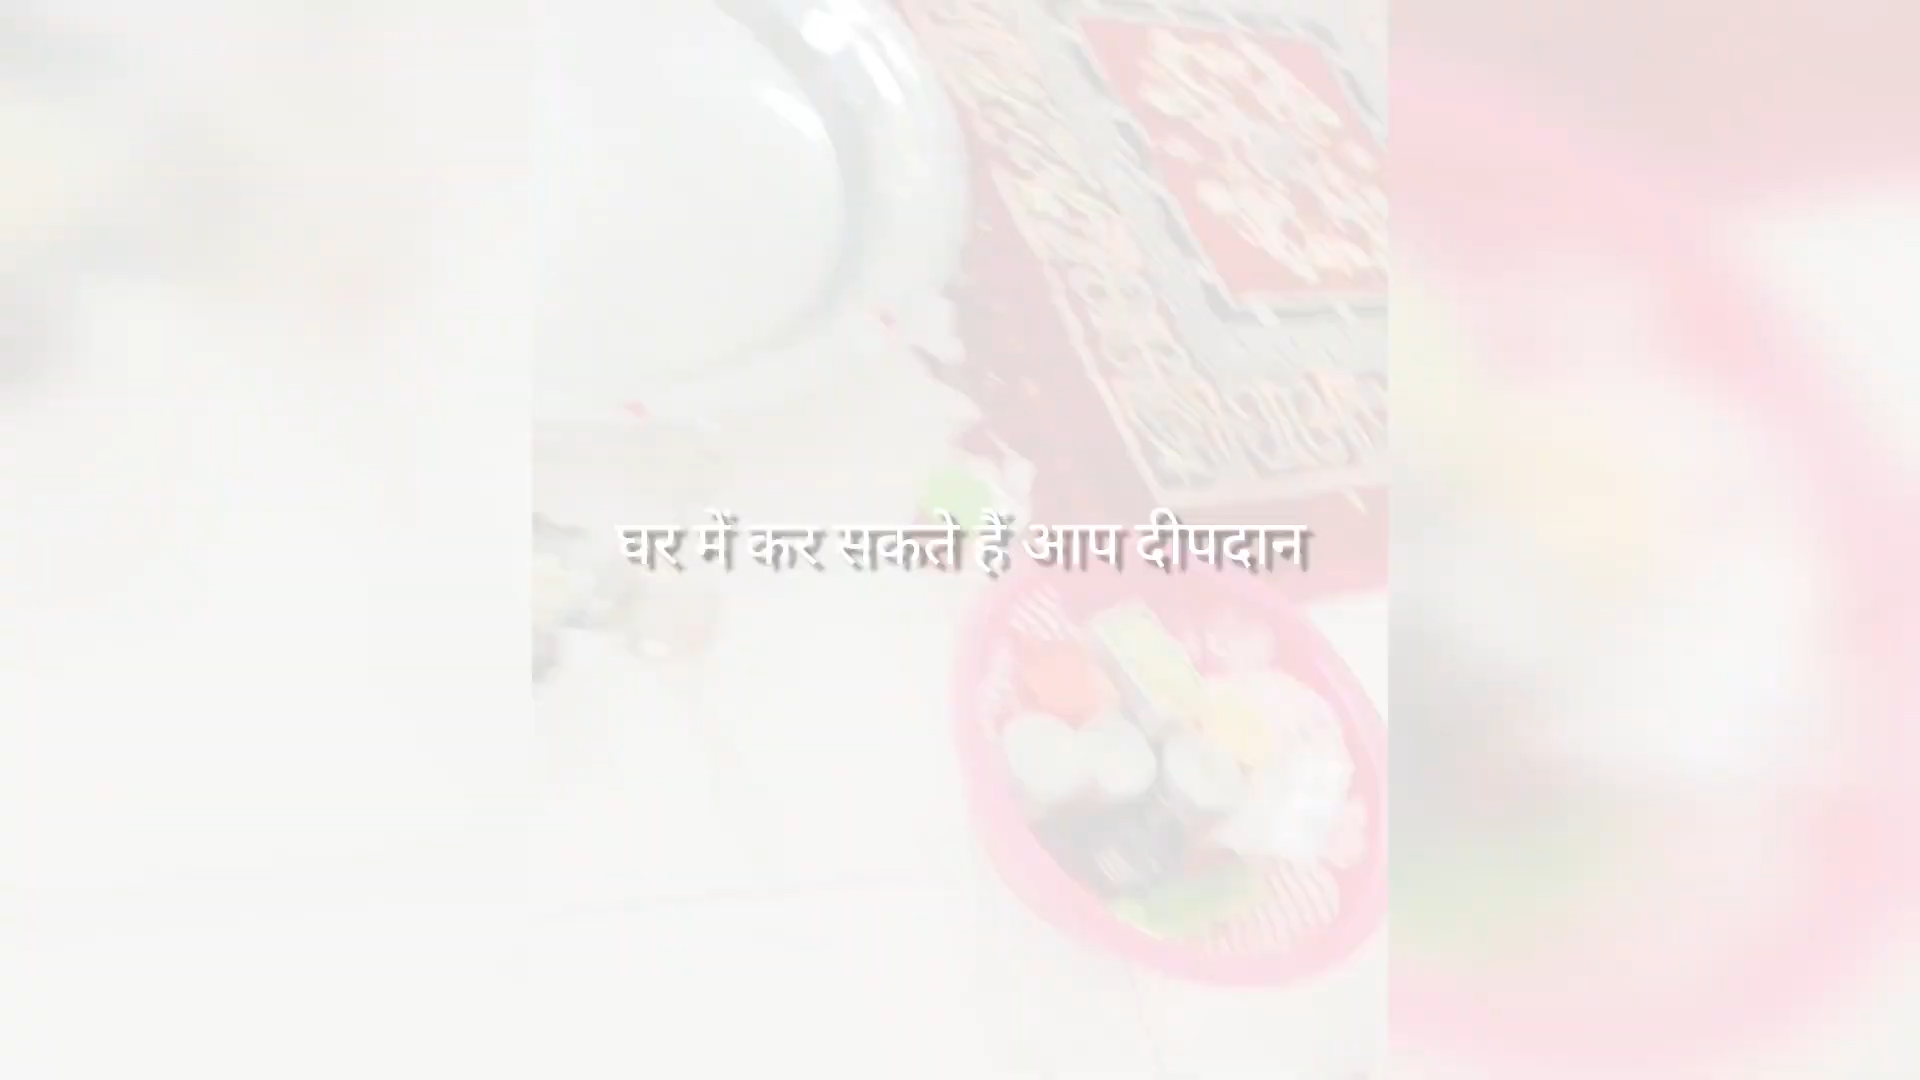 घर में कर सकते हैं आप दीपदान